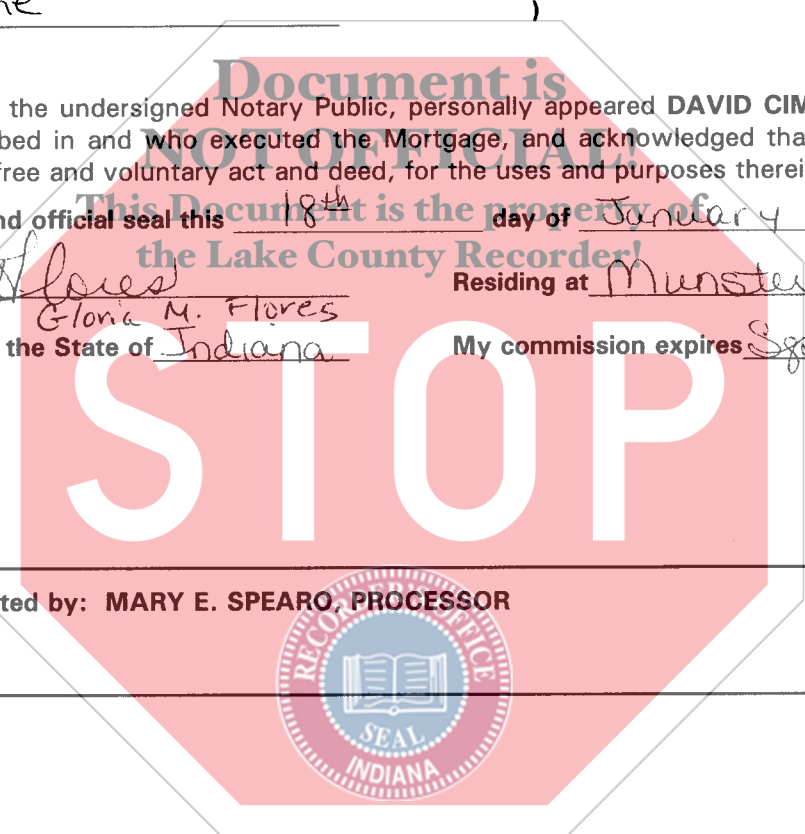 Document is
the undersigned Notary Public, personally appeared DAVID CIM
NOT OFFICIAL!
bed in and who executed the Mortgage, and acknowledged tha
free and voluntary act and deed, for the uses and purposes therei
This Document is the property of
nd official seal this 18th day of January
the Lake County Recorder!
Flores
Residing at Munster
Gloria M. Flores
the State of Indiana My commission expires
STOP
ted by: MARY E. SPEARO, PROCESSOR
RECORDER'S OFFICE
SEAL
INDIANA